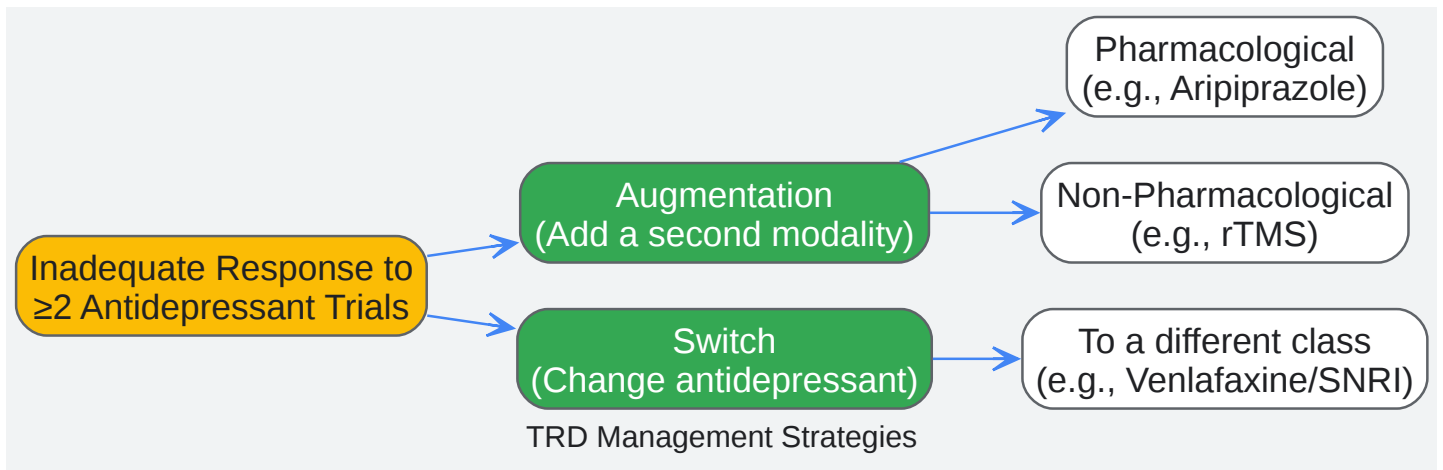 Inadequate Response to
≥2 Antidepressant Trials
Augmentation
(Add a second modality)
Pharmacological
(e.g., Aripiprazole)
Non-Pharmacological
(e.g., rTMS)
Switch
(Change antidepressant)
To a different class
(e.g., Venlafaxine/SNRI)
TRD Management Strategies